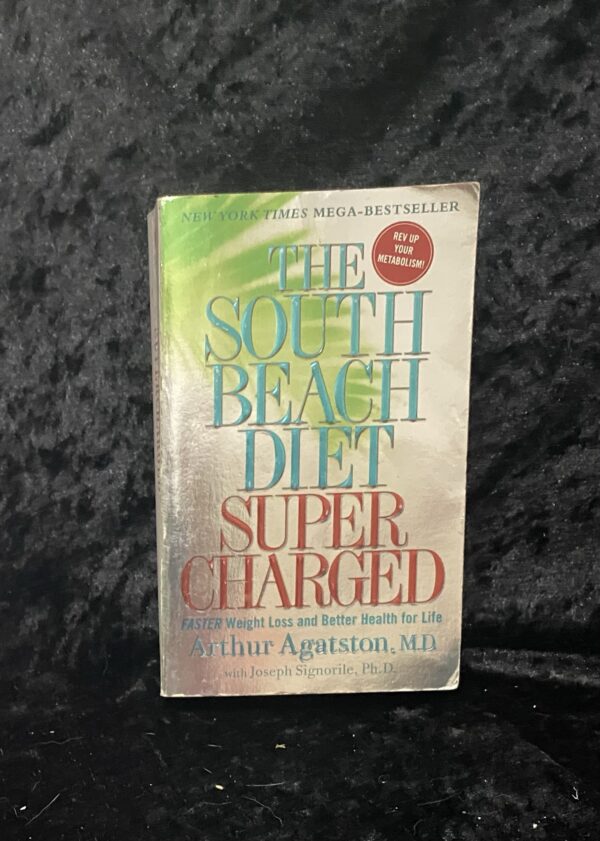 NEW YORK TIMES MEGA-BESTSELLER
REV UP
YOUR
METABOLISM!
THE
SOUTH
BEACH
DIET
SUPER
CHARGED
FASTER Weight Loss and Better Health for Life
Arthur Agatston, M.D.
with Joseph Signorile, Ph.D.